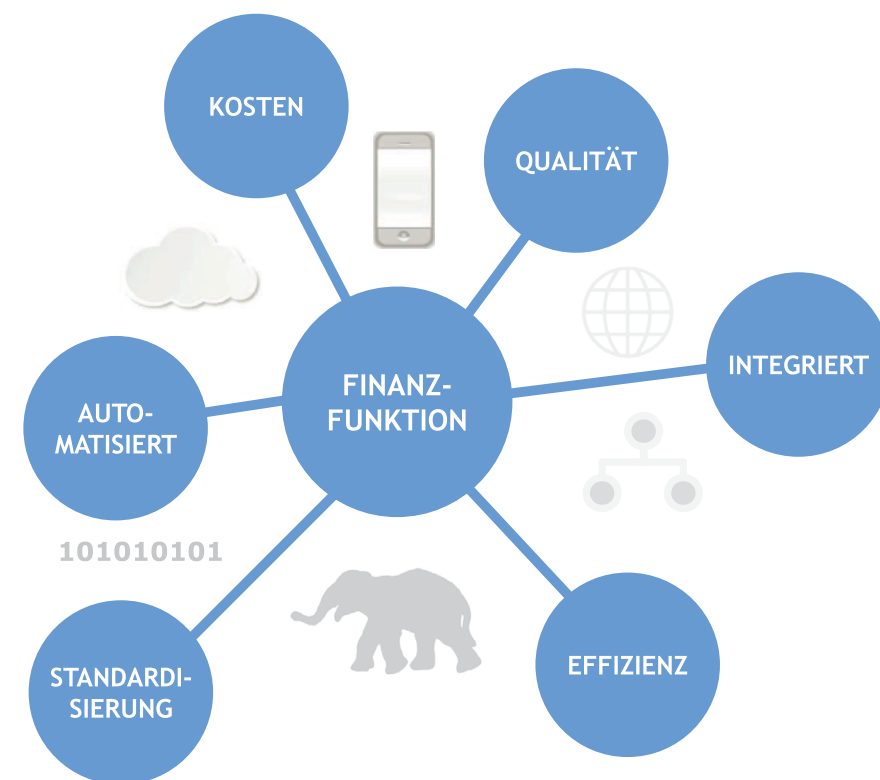 KOSTEN
QUALITÄT
INTEGRIERT
FINANZ-
FUNKTION
AUTO-
MATISIERT
101010101
STANDARDI-
SIERUNG
EFFIZIENZ